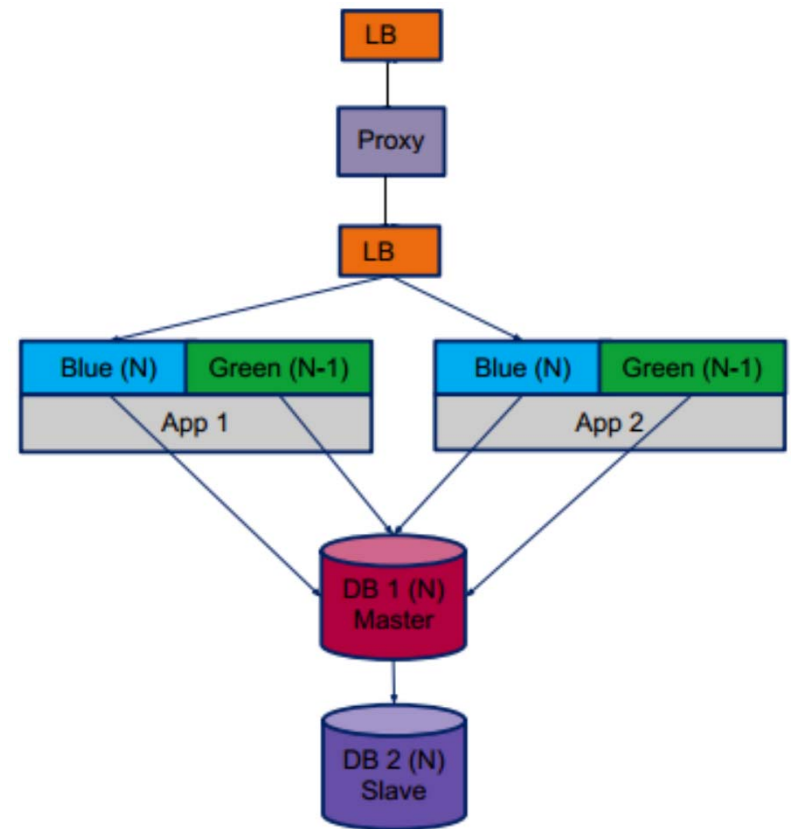 LB
Proxy
LB
Blue (N)
Green (N-1)
App 1
Blue (N)
Green (N-1)
App 2
DB 1 (N)
Master
DB 2 (N)
Slave